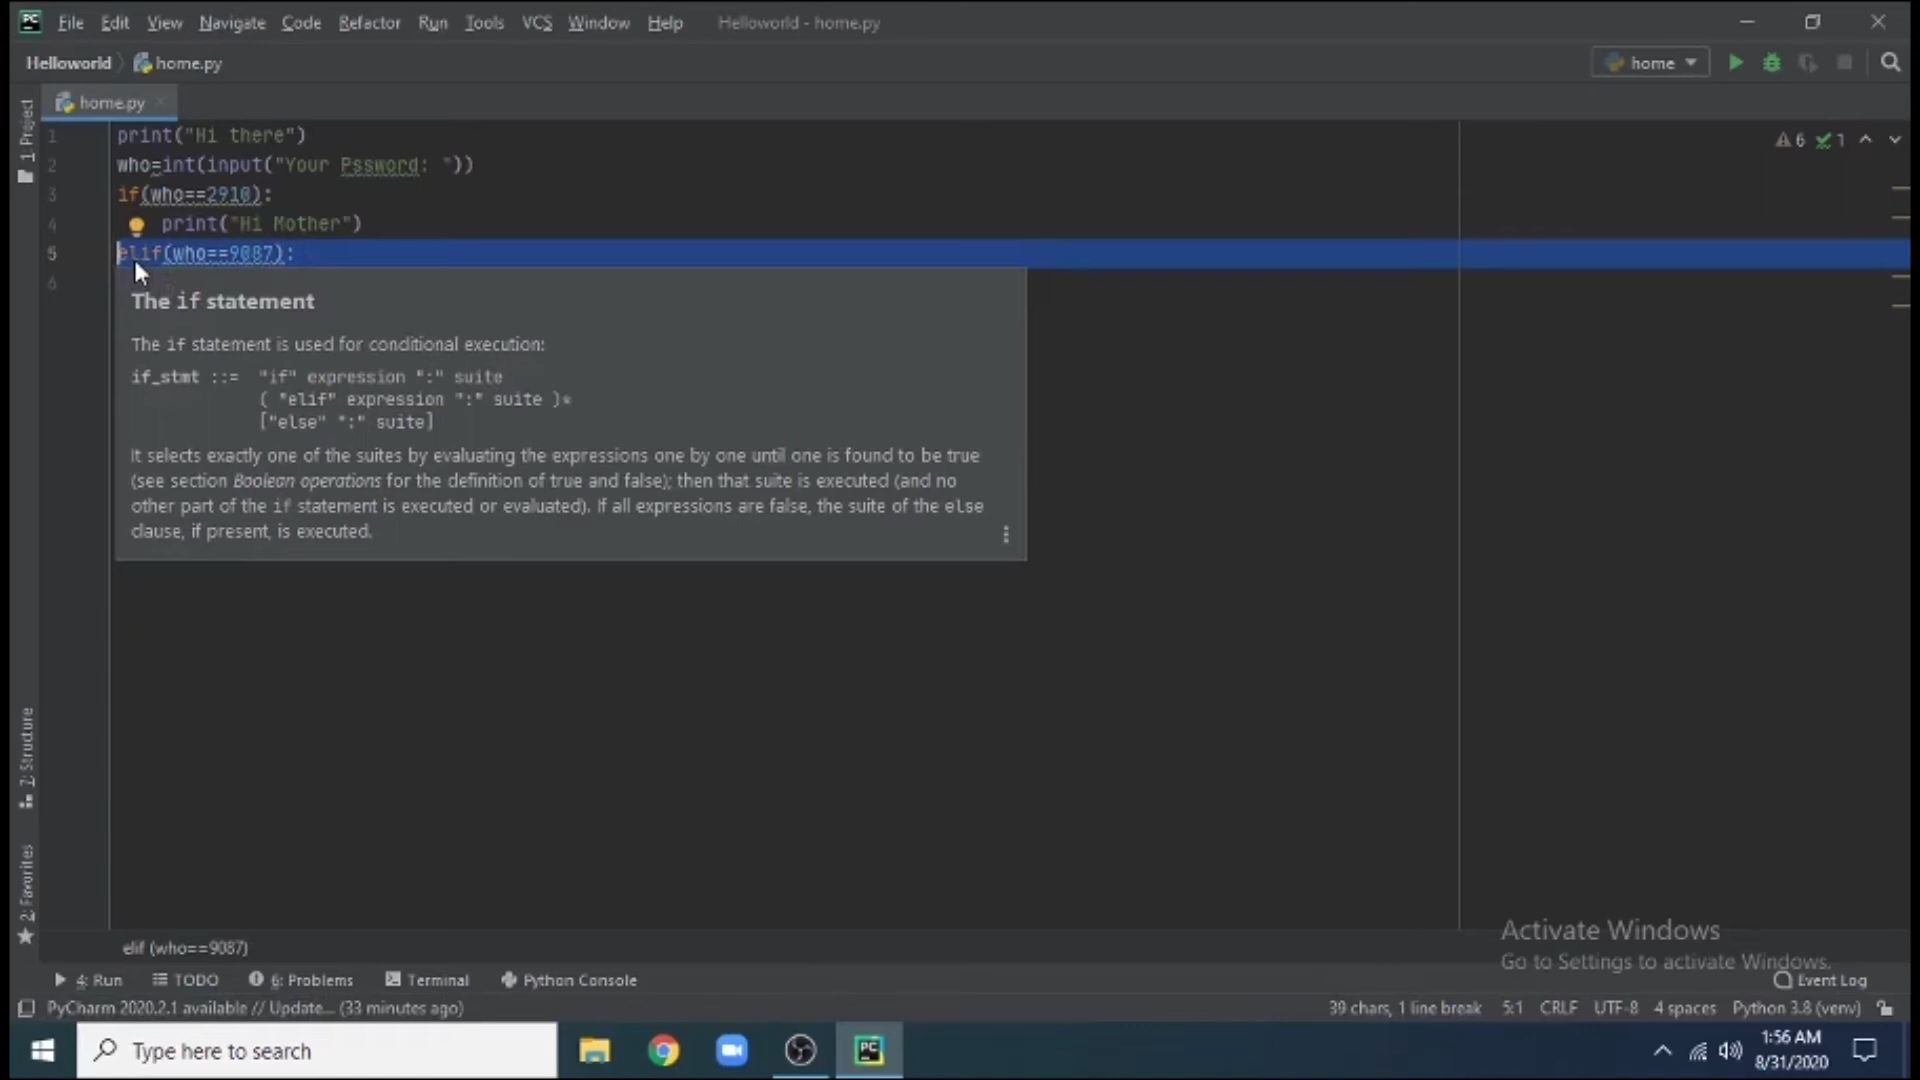 File Edit View Navigate Code Refactor Run Tools VCS Window Help Helloworld - home.py
Helloworld home.py home
home.py
1: Project
1 print("Hi there")
2 who=int(input("Your Pssword: "))
3 if(who==2910):
4 print("Hi Mother")
5 elif(who==9087):
6
6 1
The if statement
The if statement is used for conditional execution:
if_stmt ::= "if" expression ":" suite
( "elif" expression ":" suite )*
["else" ":" suite]
It selects exactly one of the suites by evaluating the expressions one by one until one is found to be true
(see section Boolean operations for the definition of true and false); then that suite is executed (and no
other part of the if statement is executed or evaluated). If all expressions are false, the suite of the else
clause, if present, is executed.
7: Structure
2: Favorites
Activate Windows
Go to Settings to activate Windows.
elif (who==9087)
4: Run TODO 6: Problems Terminal Python Console Event Log
PyCharm 2020.2.1 available // Update... (33 minutes ago) 39 chars, 1 line break 5:1 CRLF UTF-8 4 spaces Python 3.8 (venv)
Type here to search
1:56 AM
8/31/2020